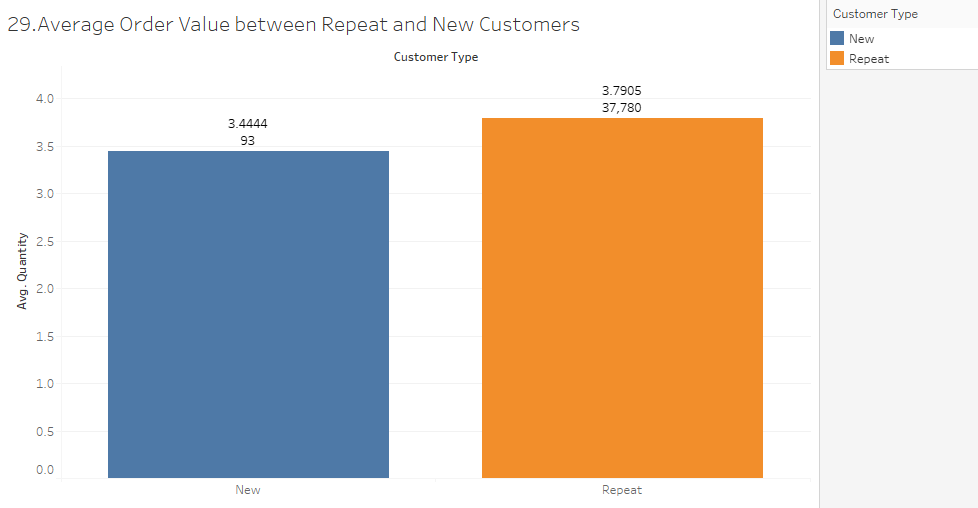 29.Average Order Value between Repeat and New Customers
Customer Type
Avg. Quantity
4.0
3.5
3.0
2.5
2.0
1.5
1.0
0.5
0.0
3.4444
93
3.7905
37,780
New
Repeat
Customer Type
New
Repeat